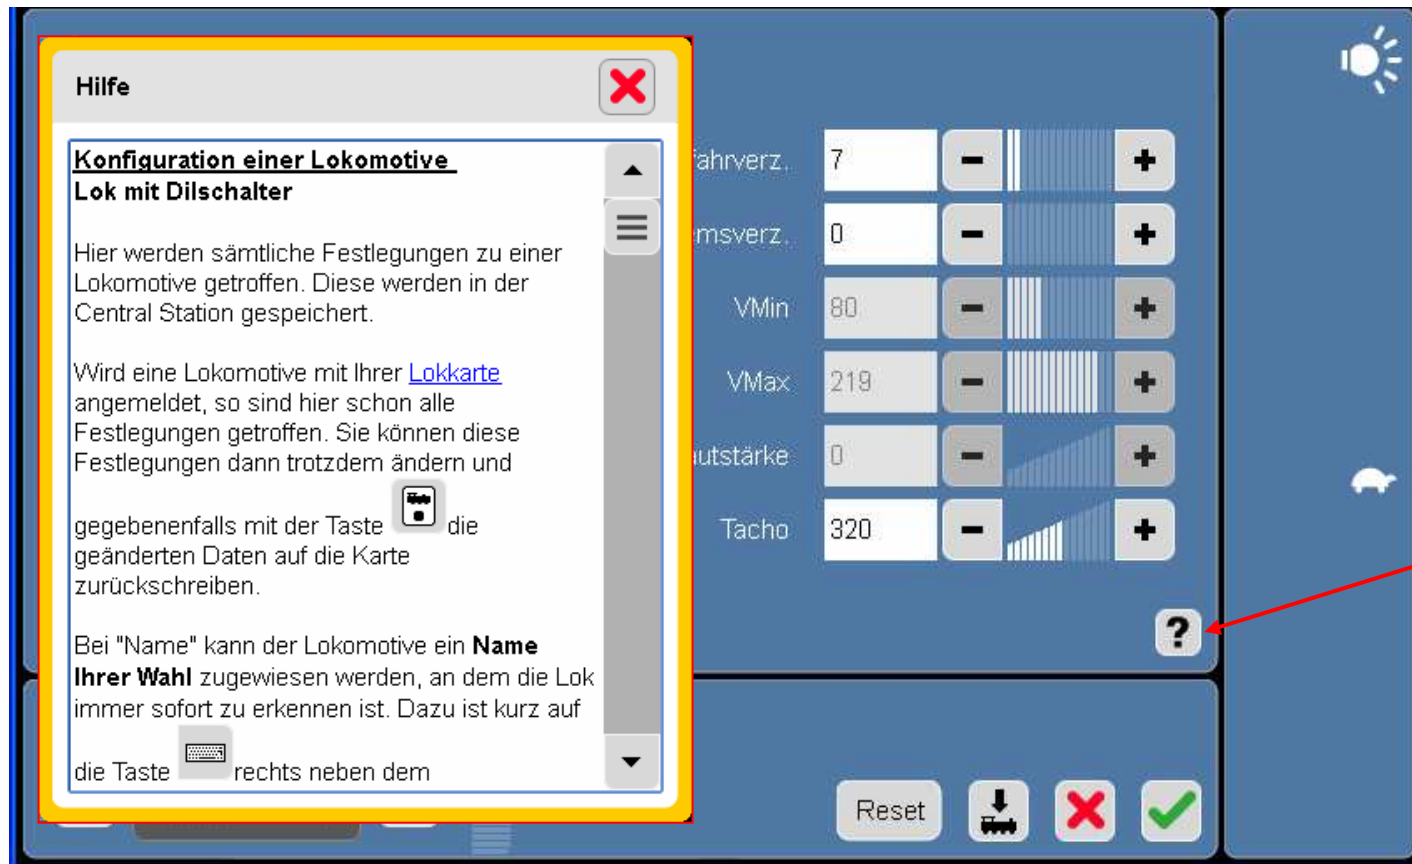 Hilfe
Konfiguration einer Lokomotive
Lok mit Dilschalter
Hier werden sämtliche Festlegungen zu einer
Lokomotive getroffen. Diese werden in der
Central Station gespeichert.
Wird eine Lokomotive mit Ihrer Lokkarte
angemeldet, so sind hier schon alle
Festlegungen getroffen. Sie können diese
Festlegungen dann trotzdem ändern und
gegebenenfalls mit der Taste die
geänderten Daten auf die Karte
zurückschreiben.
Bei "Name" kann der Lokomotive ein Name
Ihrer Wahl zugewiesen werden, an dem die Lok
immer sofort zu erkennen ist. Dazu ist kurz auf
die Taste rechts neben dem
fahrverz. 7 - +
msverz. 0 - +
VMin 80 - +
VMax 219 - +
autstärke 0 - +
Tacho 320 - +
?
Reset